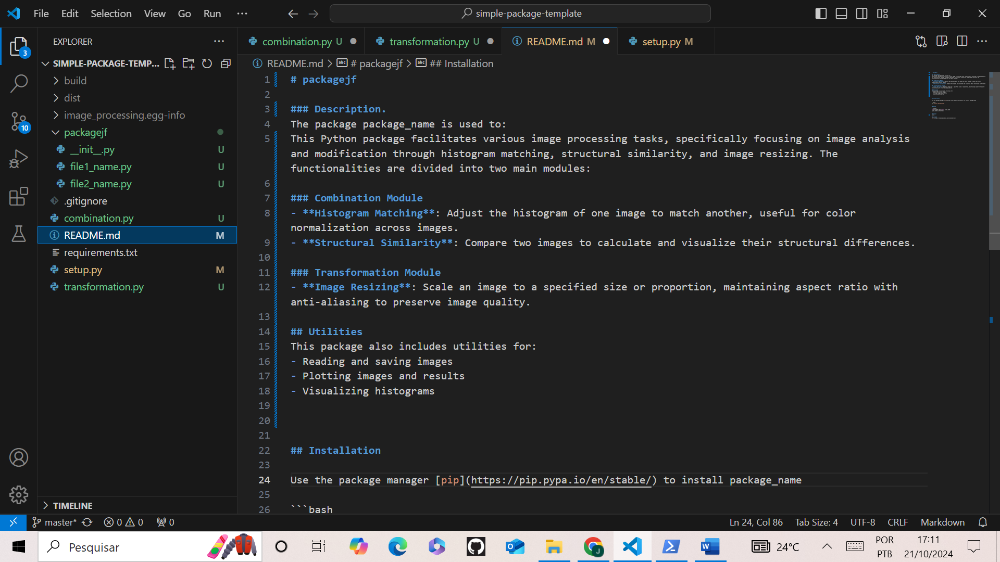 File Edit Selection View Go Run ···
simple-package-template
EXPLORER ···
combination.py U
transformation.py U
README.md M
setup.py M
···
SIMPLE-PACKAGE-TEMP...
README.md > # packagejf > ## Installation
3
10
build
dist
image_processing.egg-info
packagejf
__init__.py U
file1_name.py U
file2_name.py U
.gitignore
combination.py U
README.md M
requirements.txt
setup.py M
transformation.py U
TIMELINE
1 # packagejf
2
3 ### Description.
4 The package package_name is used to:
5 This Python package facilitates various image processing tasks, specifically focusing on image analysis
and modification through histogram matching, structural similarity, and image resizing. The
functionalities are divided into two main modules:
6
7 ### Combination Module
8 - **Histogram Matching**: Adjust the histogram of one image to match another, useful for color
normalization across images.
9 - **Structural Similarity**: Compare two images to calculate and visualize their structural differences.
10
11 ### Transformation Module
12 - **Image Resizing**: Scale an image to a specified size or proportion, maintaining aspect ratio with
anti-aliasing to preserve image quality.
13
14 ## Utilities
15 This package also includes utilities for:
16 - Reading and saving images
17 - Plotting images and results
18 - Visualizing histograms
19
20
21
22 ## Installation
23
24 Use the package manager [pip](https://pip.pypa.io/en/stable/) to install package_name
25
26 ```bash
master* 0 0 0
Ln 24, Col 86 Tab Size: 4 UTF-8 CRLF Markdown
Pesquisar
24°C
POR
PTB
17:11
21/10/2024